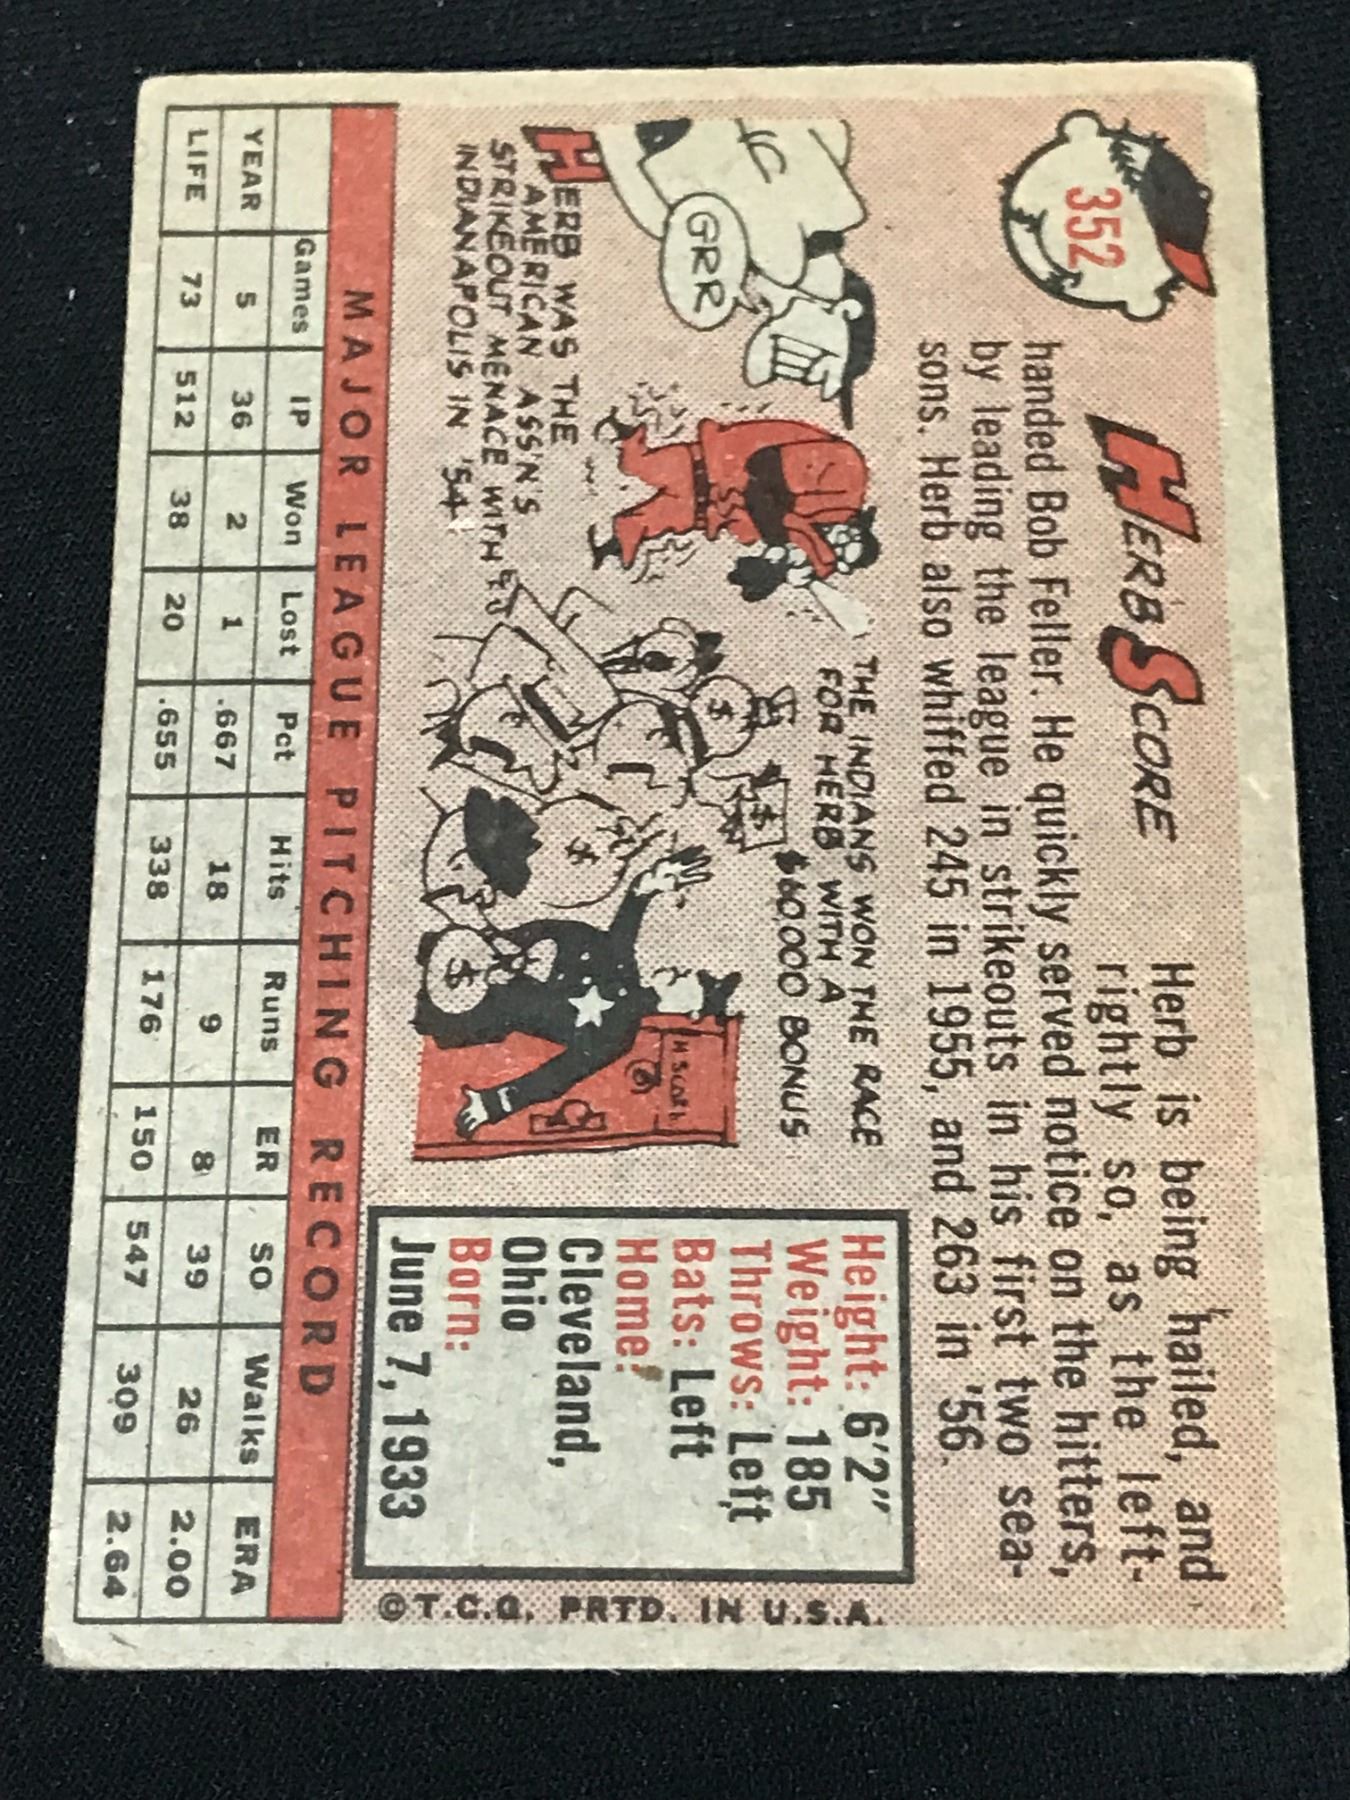 352
HERB SCORE
Herb is being 'hailed, and
rightly so, as the left-
handed Bob Feller. He quickly served notice on the hitters,
by leading the league in strikeouts in his first two sea-
sons. Herb also whiffed 245 in 1955, and 263 in '56.
GRR
HERB WAS THE
AMERICAN ASS'N'S
STRIKEOUT MENACE WITH
INDIANAPOLIS IN '54
THE INDIANS WON THE RACE
FOR HERB WITH A
$60,000 BONUS
$
$
$
H SCORE
Height: 6'2"
Weight: 185
Throws: Left
Bats: Left
Home:
Cleveland,
Ohio
Born:
June 7, 1933
© T.C.G. PRTD. IN U.S.A.
MAJOR LEAGUE PITCHING RECORD
Games IP Won Lost Pct Hits Runs ER SO Walks ERA
YEAR 5 36 2 1 .667 18 9 8 39 26 2.00
LIFE 73 512 38 20 .655 338 176 150 547 309 2.64